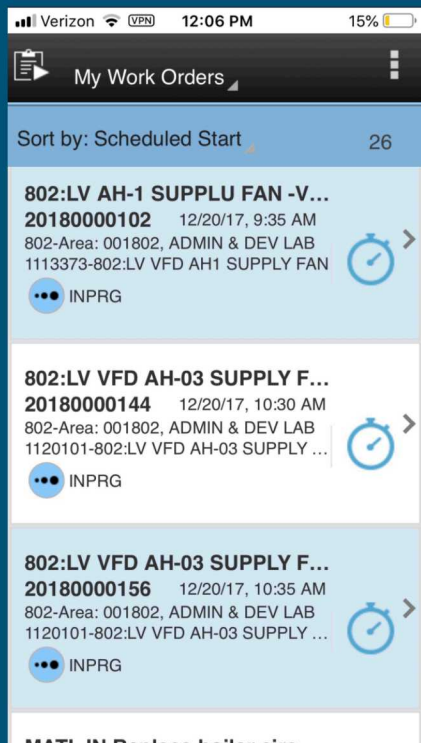 Verizon VPN 12:06 PM 15%
My Work Orders
Sort by: Scheduled Start 26
802:LV AH-1 SUPPLU FAN -V...
20180000102 12/20/17, 9:35 AM
802-Area: 001802, ADMIN & DEV LAB
1113373-802:LV VFD AH1 SUPPLY FAN
INPRG
802:LV VFD AH-03 SUPPLY F...
20180000144 12/20/17, 10:30 AM
802-Area: 001802, ADMIN & DEV LAB
1120101-802:LV VFD AH-03 SUPPLY ...
INPRG
802:LV VFD AH-03 SUPPLY F...
20180000156 12/20/17, 10:35 AM
802-Area: 001802, ADMIN & DEV LAB
1120101-802:LV VFD AH-03 SUPPLY ...
INPRG